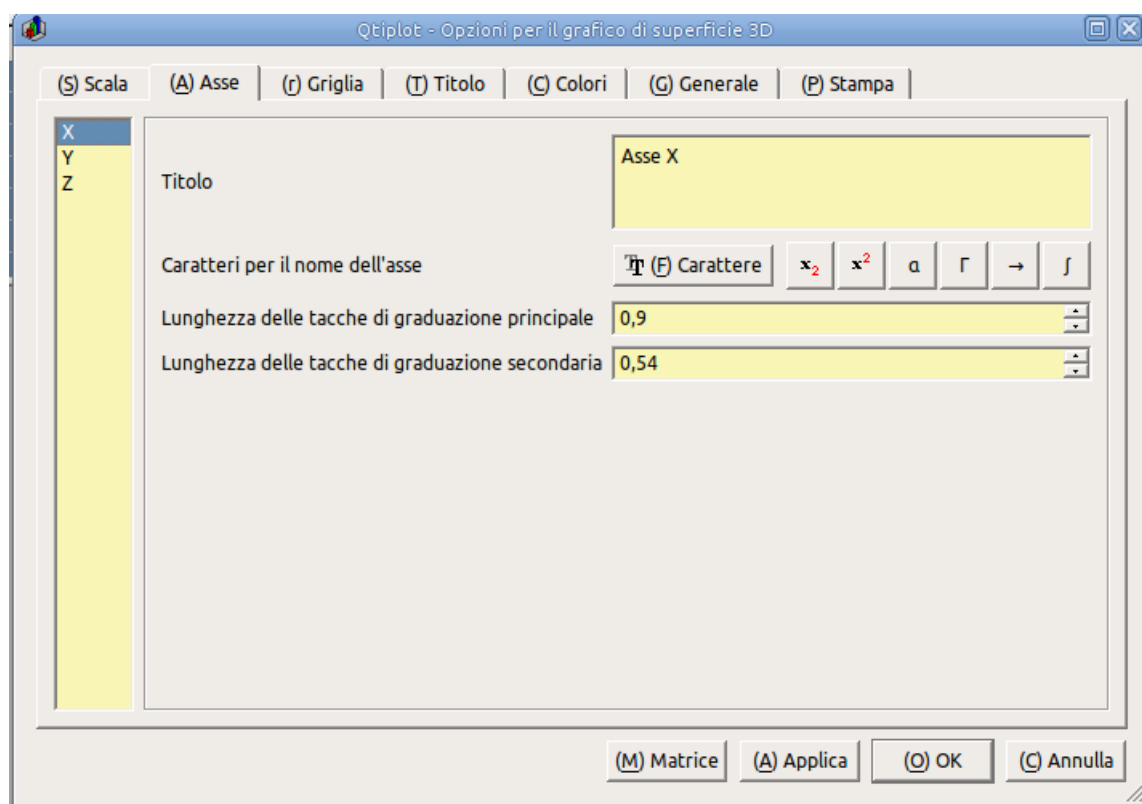 Qtiplot - Opzioni per il grafico di superficie 3D
(S) Scala (A) Asse (r) Griglia (T) Titolo (C) Colori (G) Generale (P) Stampa
X
Y
Z
Titolo
Asse X
Caratteri per il nome dell'asse
(F) Carattere x₂ x² α Γ → ∫
Lunghezza delle tacche di graduazione principale 0,9
Lunghezza delle tacche di graduazione secondaria 0,54
(M) Matrice (A) Applica (O) OK (C) Annulla